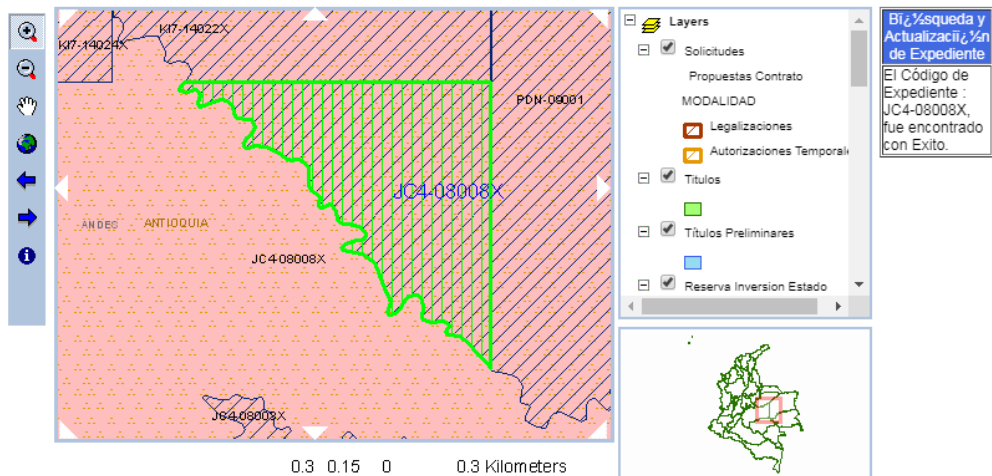 KI7-14022X
KI7-14024X
PDN-09001
JC4-08008X
ANDEC
ANTIOQUIA
JC4-08008X
JC4-08008X
0.3 0.15 0 0.3 Kilometers
Layers
Solicitudes
Propuestas Contrato
MODALIDAD
Legalizaciones
Autorizaciones Temporale
Titulos
Títulos Preliminares
Reserva Inversion Estado
Bï¿½squeda y
Actualizaciï¿½n
de Expediente
El Código de
Expediente :
JC4-08008X,
fue encontrado
con Exito.